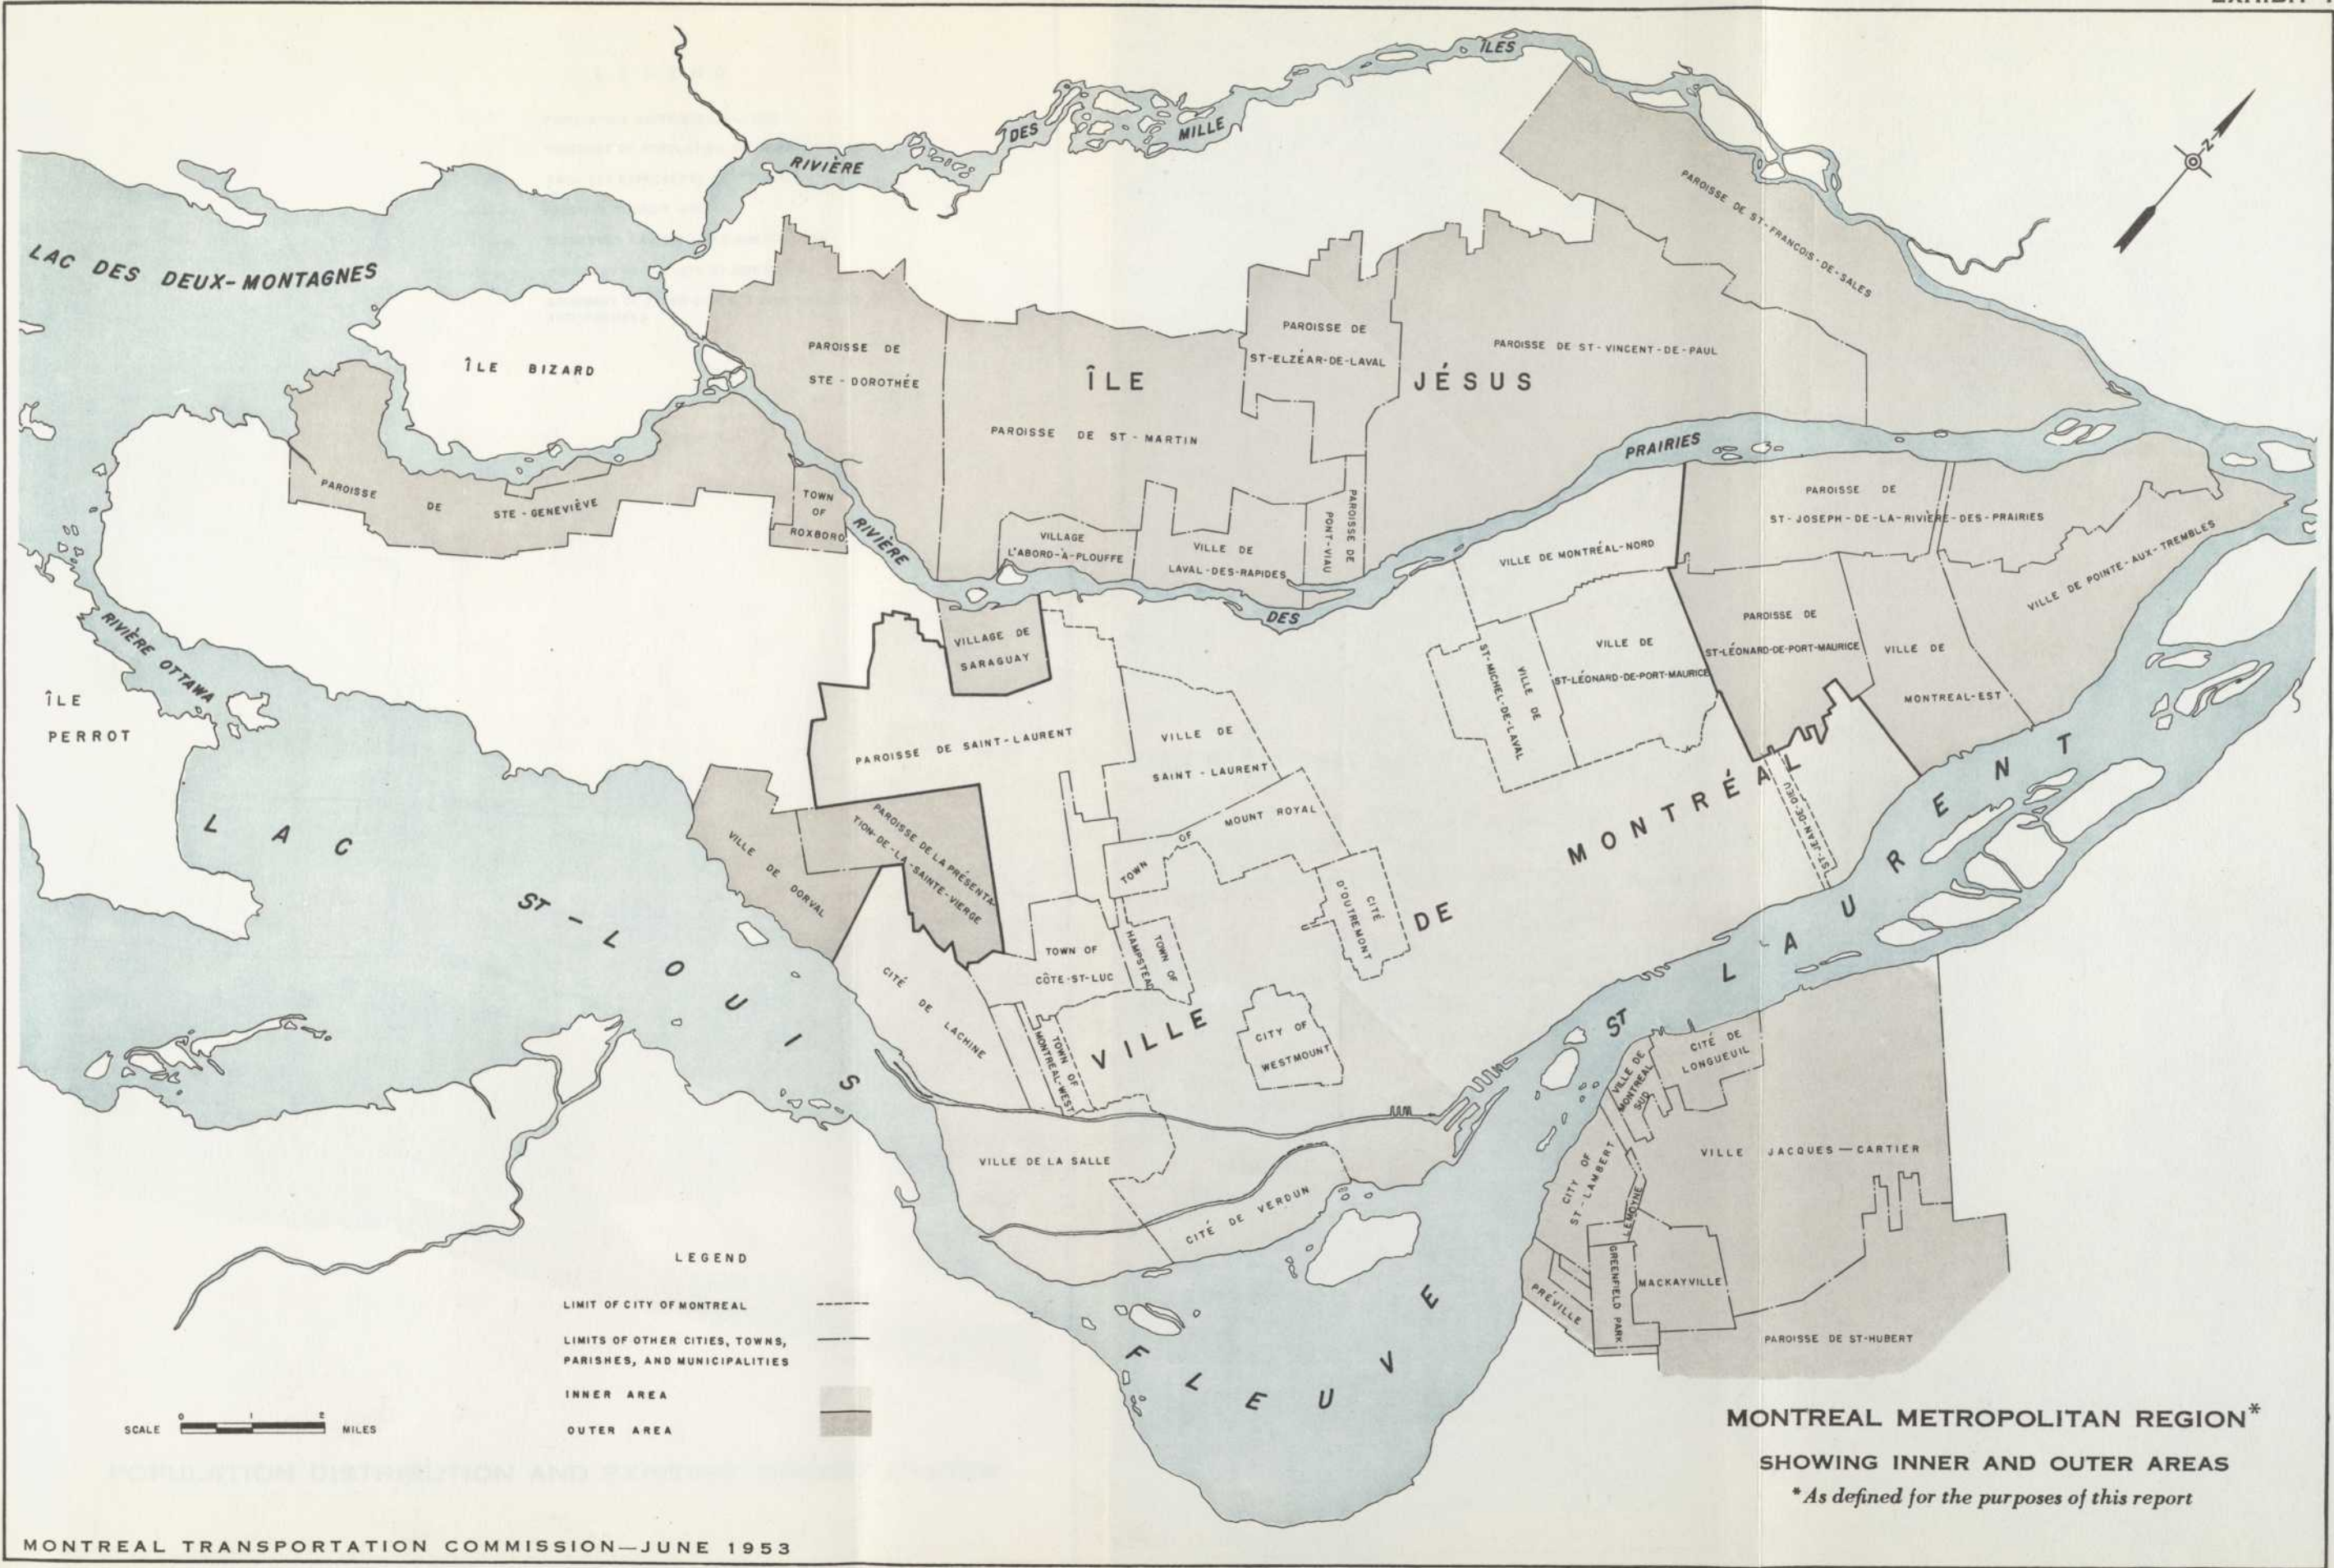 ÎLES
DES
MILLE
RIVIÈRE
LAC DES DEUX-MONTAGNES
ÎLE BIZARD
PAROISSE DE ST-FRANCOIS-DE-SALES
PAROISSE DE
STE-DOROTHÉE
PAROISSE DE
ST-ELZÉAR-DE-LAVAL
PAROISSE DE ST-VINCENT-DE-PAUL
ÎLE JÉSUS
PAROISSE DE ST-MARTIN
PRAIRIES
PAROISSE DE STE-GENEVIÈVE
TOWN
OF
ROXBORO
RIVIÈRE
VILLAGE
L'ABORD-À-PLOUFFE
VILLE DE
LAVAL-DES-RAPIDES
PAROISSE DE
PONT-VIAU
DES
PAROISSE DE
ST-JOSEPH-DE-LA-RIVIÈRE-DES-PRAIRIES
VILLE DE MONTRÉAL-NORD
VILLE DE POINTE-AUX-TREMBLES
VILLAGE DE
SARAGUAY
VILLE DE
ST-MICHEL-DE-LAVAL
VILLE DE
ST-LÉONARD-DE-PORT-MAURICE
PAROISSE DE
ST-LÉONARD-DE-PORT-MAURICE
VILLE DE
MONTREAL-EST
RIVIÈRE OTTAWA
ÎLE
PERROT
PAROISSE DE SAINT-LAURENT
VILLE DE
SAINT-LAURENT
TOWN OF MOUNT ROYAL
ST-JEAN-DE-DIEU
LAC ST-LOUIS
VILLE DE DORVAL
PAROISSE DE LA PRÉSENTA-
TION-DE-LA-SAINTE-VIERGE
CITÉ
D'OUTREMONT
VILLE DE MONTRÉAL
CITÉ DE LACHINE
TOWN OF
CÔTE-ST-LUC
TOWN OF
HAMPSTEAD
TOWN OF
MONTREAL-WEST
CITY OF
WESTMOUNT
FLEUVE ST LAURENT
VILLE DE
MONTREAL
SUD
CITÉ DE
LONGUEUIL
VILLE DE LA SALLE
CITÉ DE VERDUN
CITY OF
ST-LAMBERT
VILLE JACQUES-CARTIER
LEMOYNE
GREENFIELD PARK
MACKAYVILLE
PRÉVILLE
PAROISSE DE ST-HUBERT
N
LEGEND
LIMIT OF CITY OF MONTREAL
LIMITS OF OTHER CITIES, TOWNS,
PARISHES, AND MUNICIPALITIES
INNER AREA
OUTER AREA
SCALE 0 1 2 MILES
MONTREAL METROPOLITAN REGION*
SHOWING INNER AND OUTER AREAS
*As defined for the purposes of this report
MONTREAL TRANSPORTATION COMMISSION—JUNE 1953